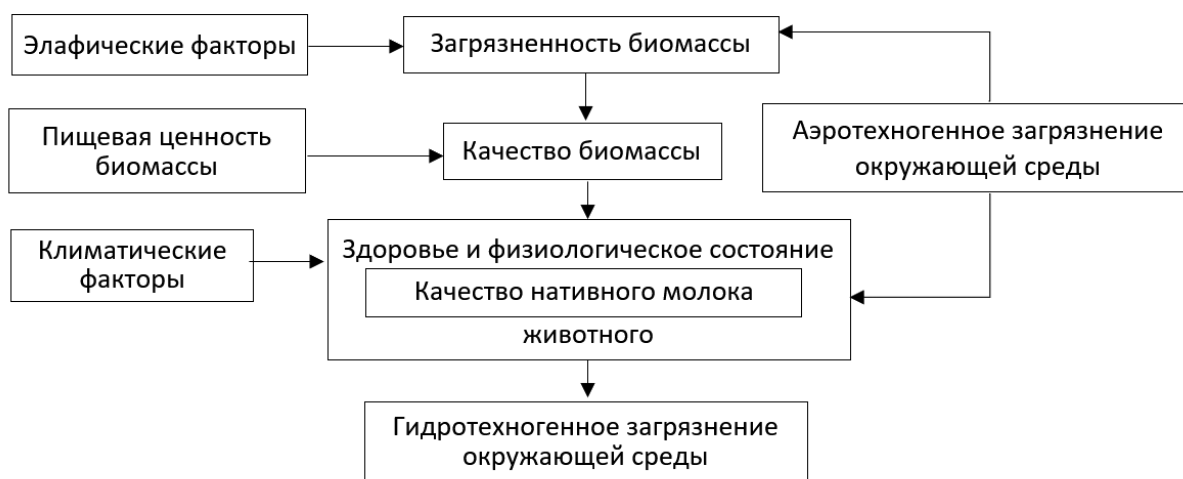 Элафические факторы
Загрязненность биомассы
Пищевая ценность
биомассы
Качество биомассы
Аэротехногенное загрязнение
окружающей среды
Климатические
факторы
Здоровье и физиологическое состояние
Качество нативного молока
животного
Гидротехногенное загрязнение
окружающей среды